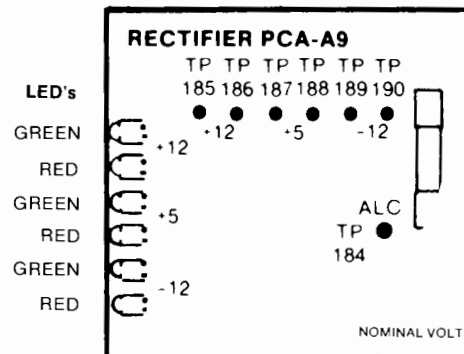 RECTIFIER PCA-A9
TP TP TP TP TP TP
LED's 185 186 187 188 189 190
+12 +5 -12
GREEN
+12
RED
GREEN
+5
ALC
RED
TP
184
GREEN
-12
RED
NOMINAL VOLT